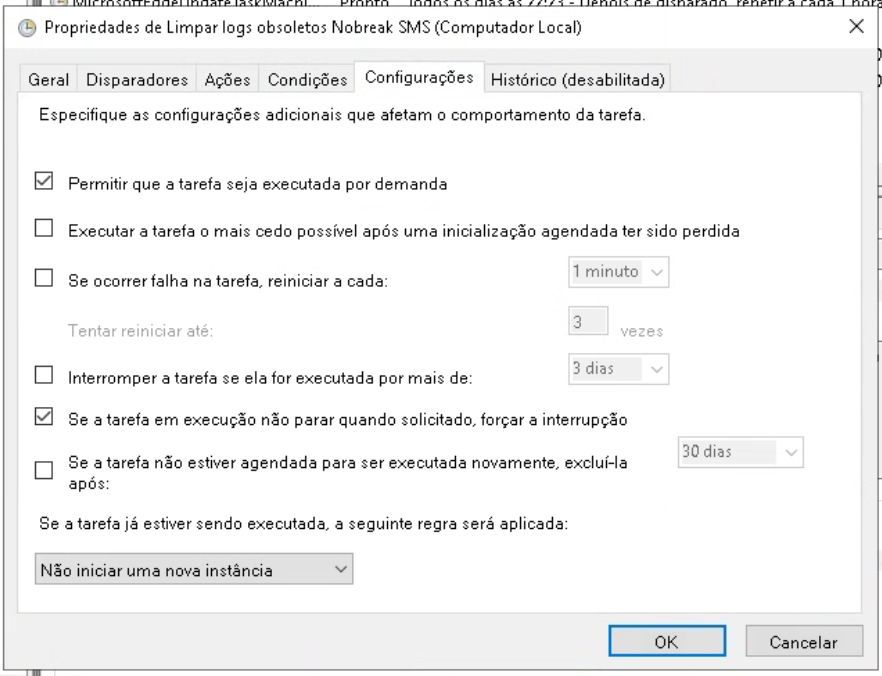 Propriedades de Limpar logs obsoletos Nobreak SMS (Computador Local)
Geral Disparadores Ações Condições Configurações Histórico (desabilitada)
Especifique as configurações adicionais que afetam o comportamento da tarefa.
Permitir que a tarefa seja executada por demanda
Executar a tarefa o mais cedo possível após uma inicialização agendada ter sido perdida
Se ocorrer falha na tarefa, reiniciar a cada: 1 minuto
Tentar reiniciar até: 3 vezes
Interromper a tarefa se ela for executada por mais de: 3 dias
Se a tarefa em execução não parar quando solicitado, forçar a interrupção
Se a tarefa não estiver agendada para ser executada novamente, excluí-la 30 dias
após:
Se a tarefa já estiver sendo executada, a seguinte regra será aplicada:
Não iniciar uma nova instância
OK Cancelar